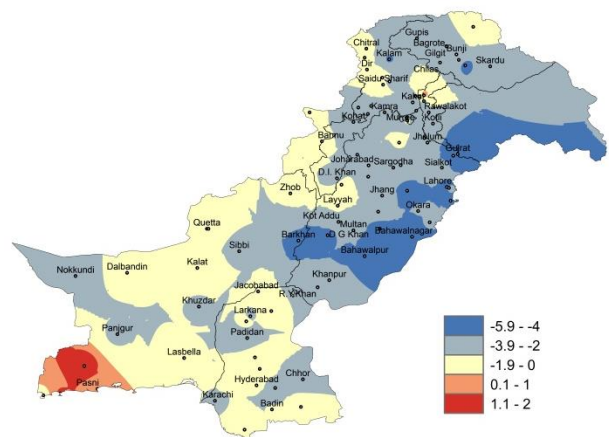 Chitral
Gupis
Bagrote
Kalam
Bunji
Gilgit
Skardu
Dir
Chilas
Saidu Sharif
Kakul
Kamra
Rawalakot
Kohat
Murree
Kotli
Bannu
Jhelum
Gujrat
Joharabad
Sargodha
Sialkot
D.I. Khan
Zhob
Jhang
Lahore
Layyah
Okara
Kot Addu
Quetta
Multan
Barkhan
D G Khan
Bahawalnagar
Sibbi
Bahawalpur
Nokkundi
Dalbandin
Kalat
Khanpur
Jacobabad
R.Y.Khan
Khuzdar
Larkana
Panjgur
Padidan
Lasbella
Pasni
Hyderabad
Chhor
Karachi
Badin
-5.9 - -4
-3.9 - -2
-1.9 - 0
0.1 - 1
1.1 - 2